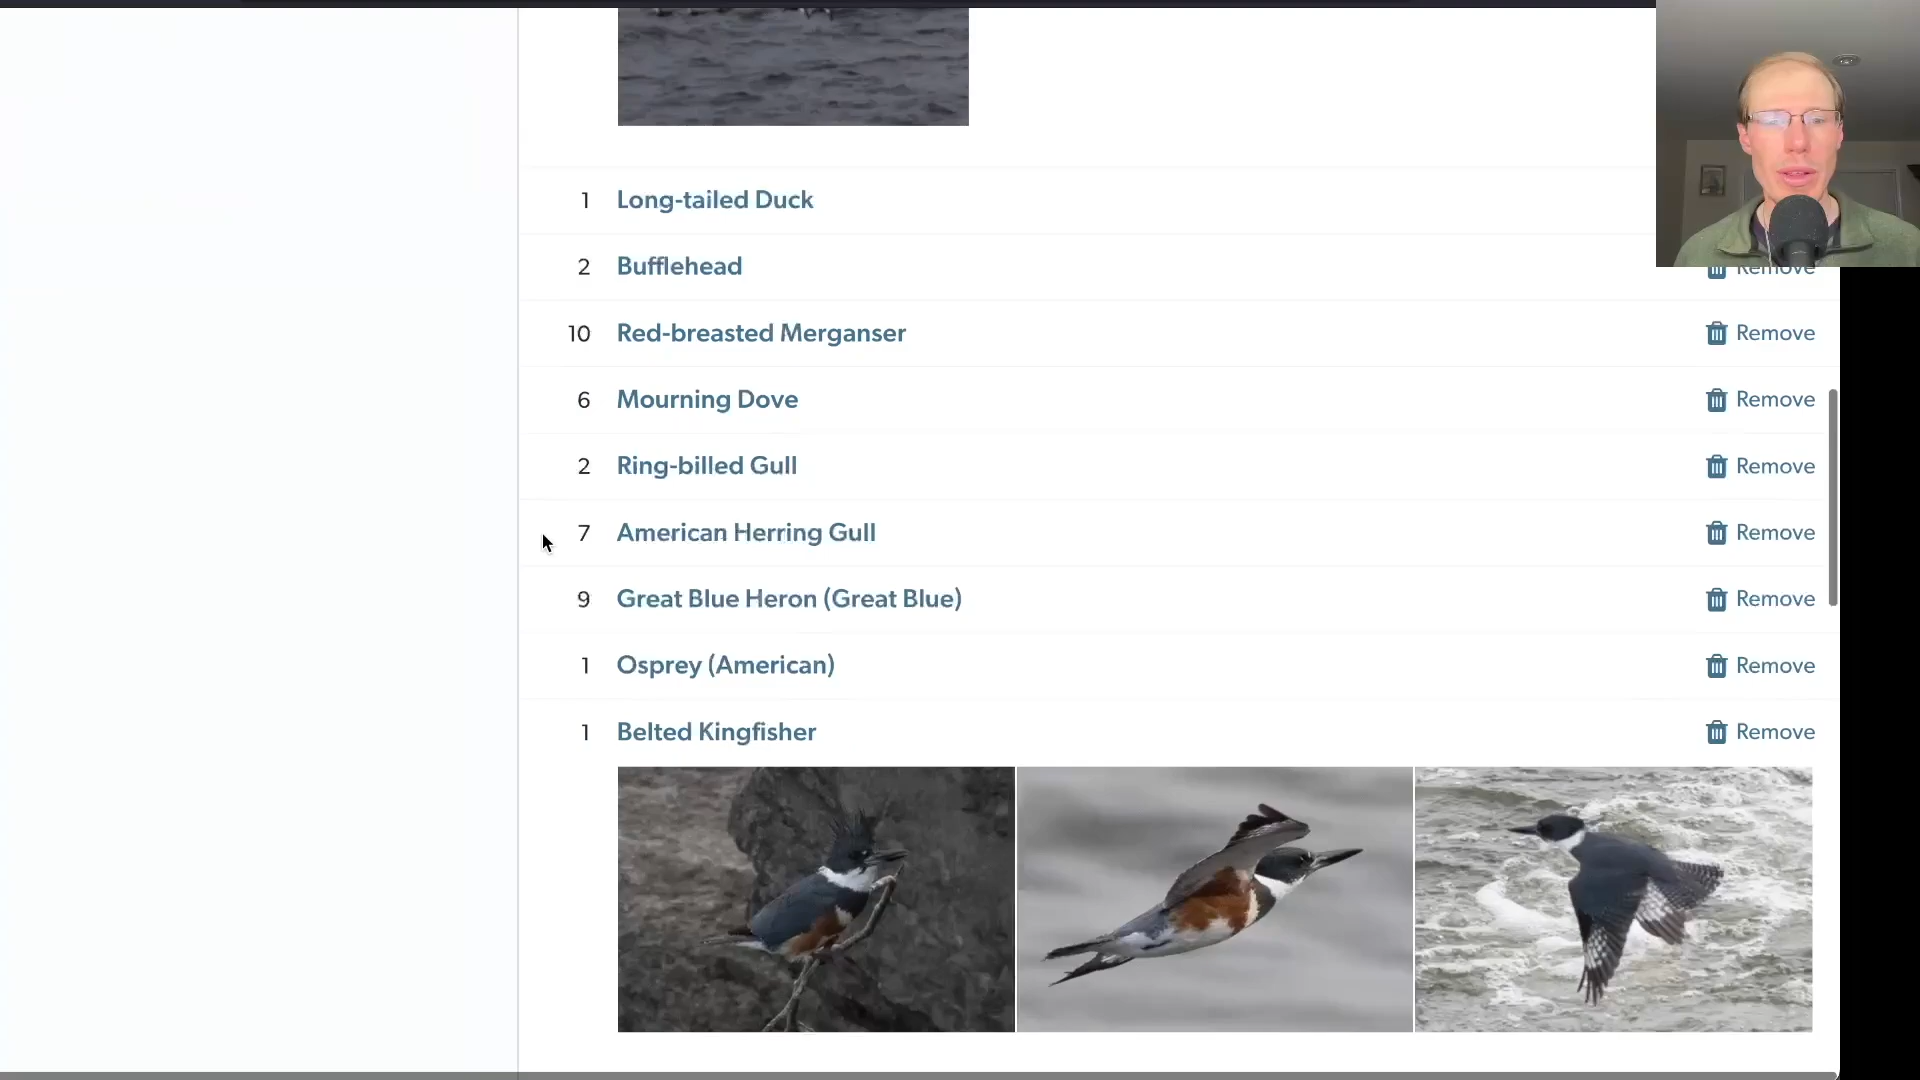 1 Long-tailed Duck
2 Bufflehead Remove
10 Red-breasted Merganser Remove
6 Mourning Dove Remove
2 Ring-billed Gull Remove
7 American Herring Gull Remove
9 Great Blue Heron (Great Blue) Remove
1 Osprey (American) Remove
1 Belted Kingfisher Remove